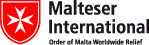 Malteser
International
Order of Malta Worldwide Relief